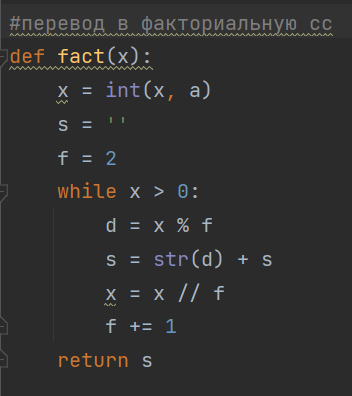 #перевод в факториальную сс
def fact(x):
    x = int(x, a)
    s = ''
    f = 2
    while x > 0:
        d = x % f
        s = str(d) + s
        x = x // f
        f += 1
    return s